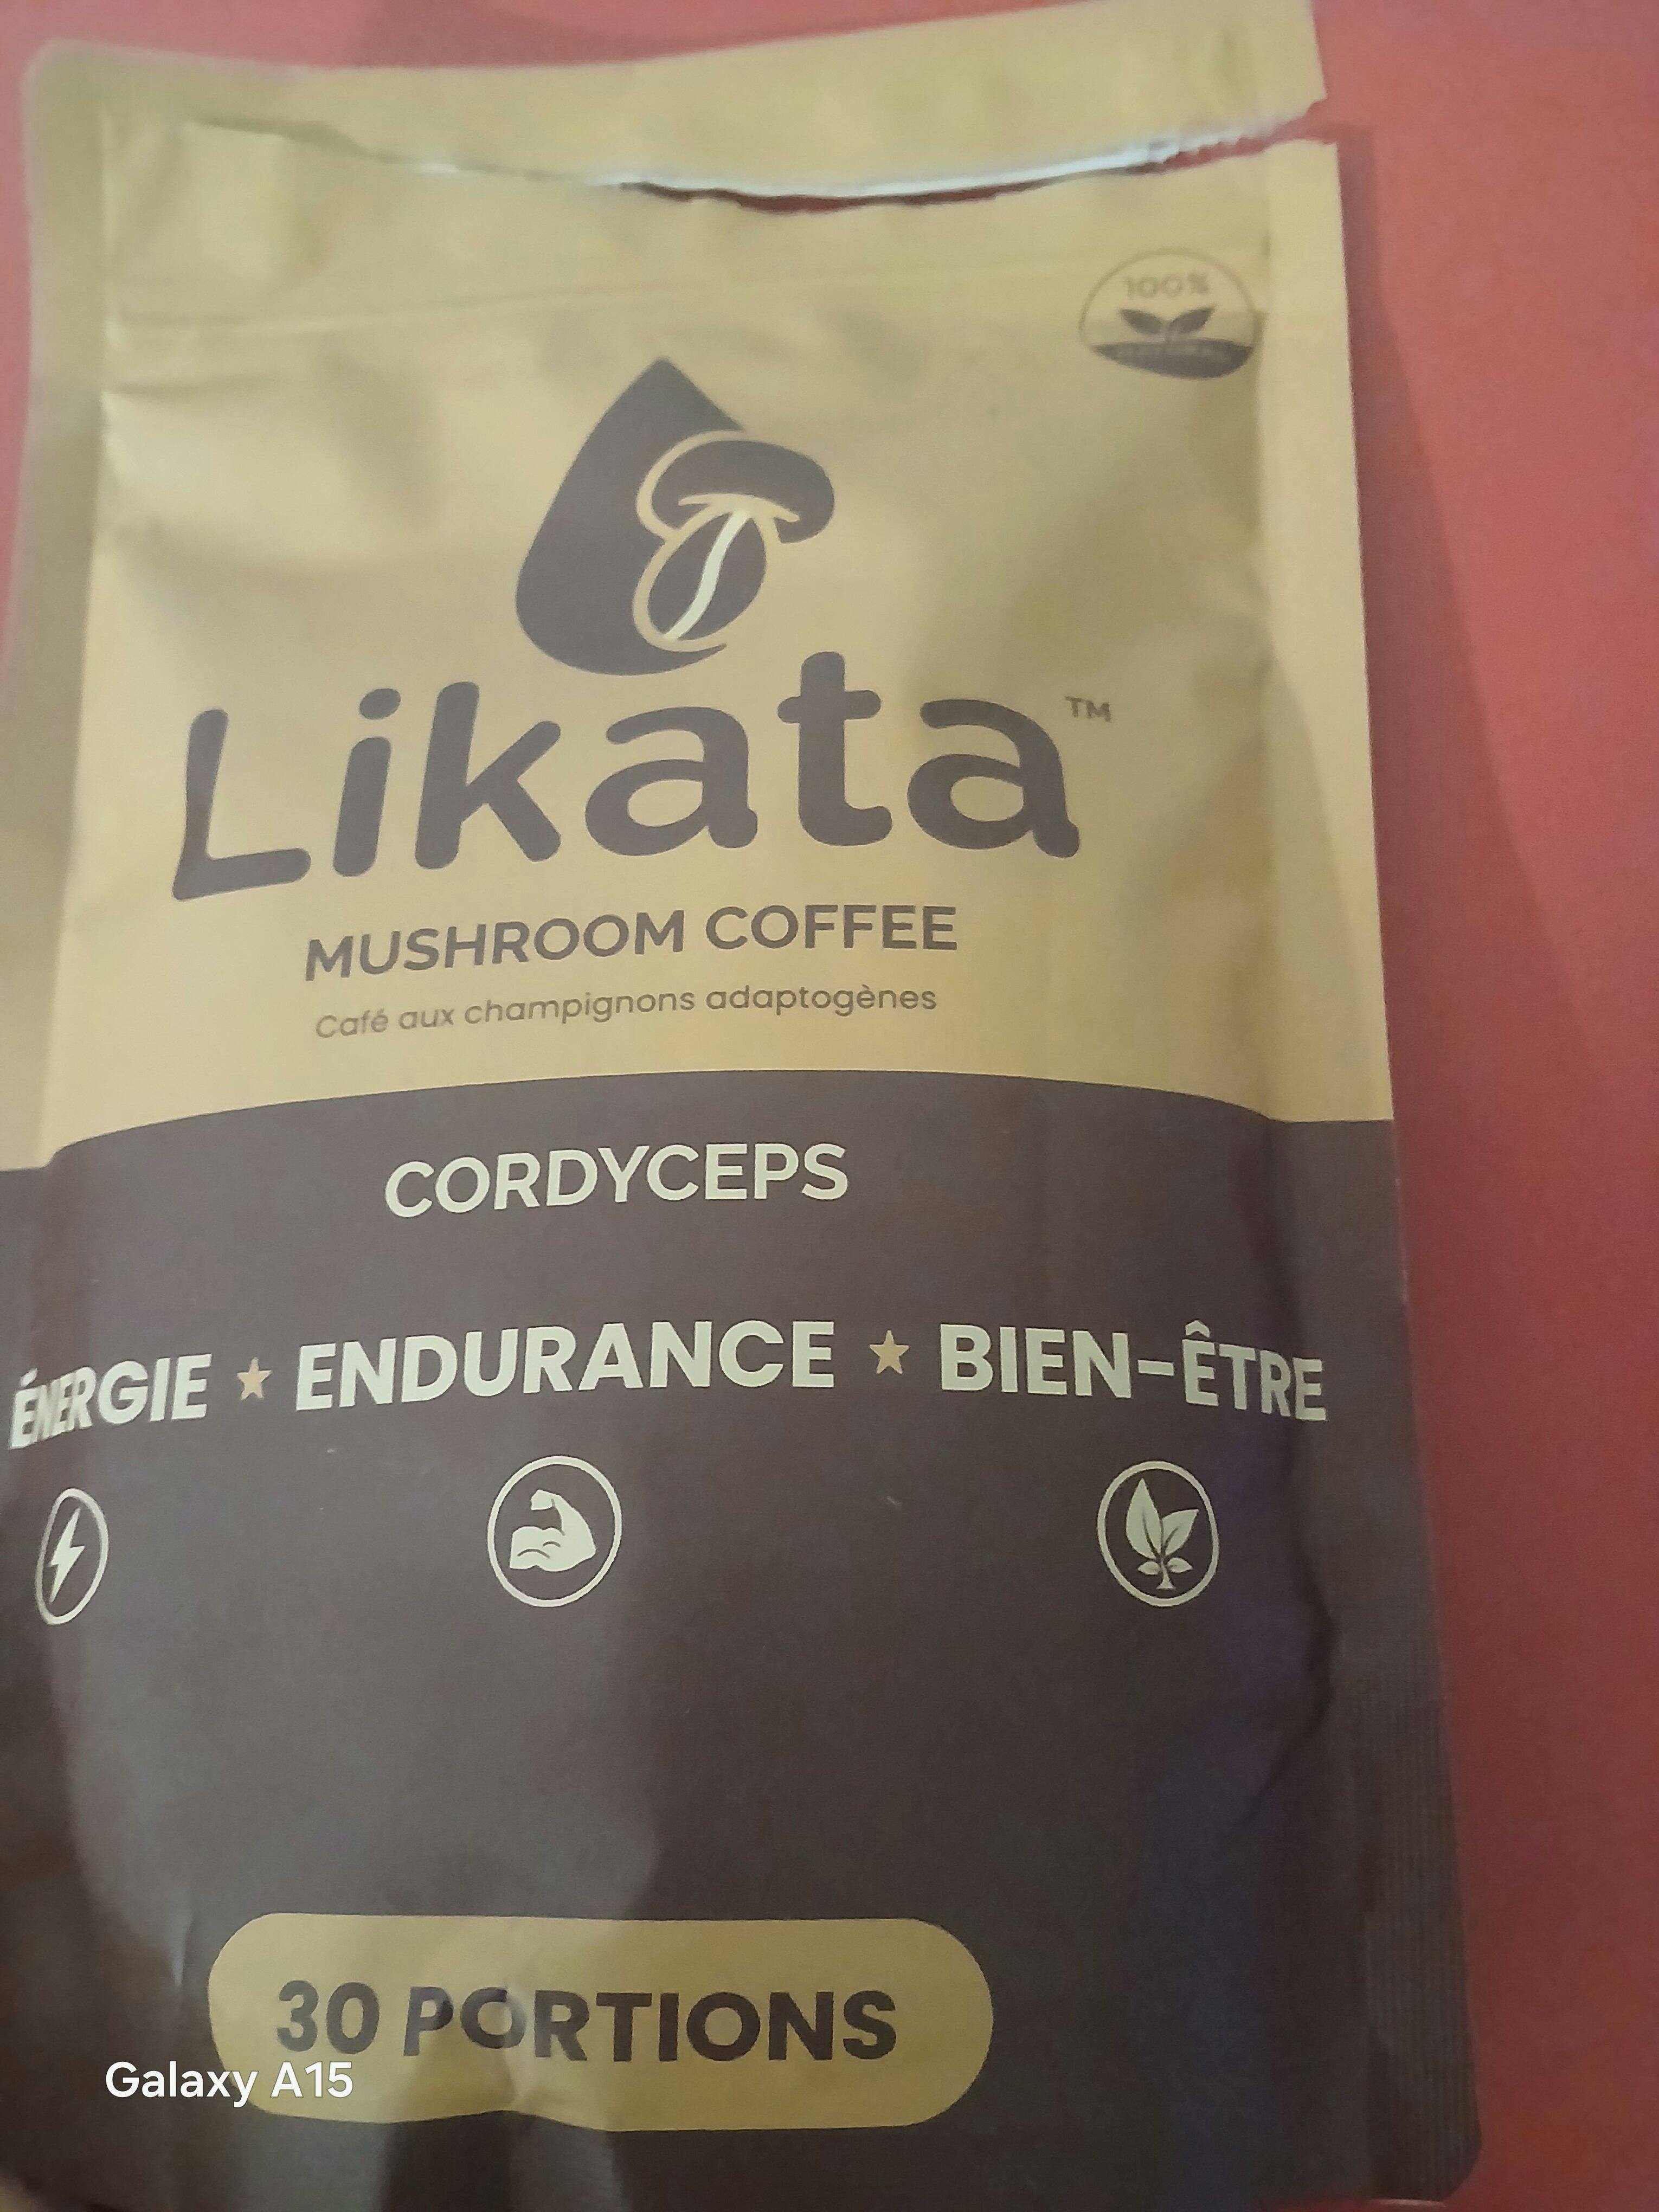 100%
Likata™
MUSHROOM COFFEE
Café aux champignons adaptogènes
CORDYCEPS
ÉNERGIE ★ ENDURANCE ★ BIEN-ÊTRE
30 PORTIONS
Galaxy A15